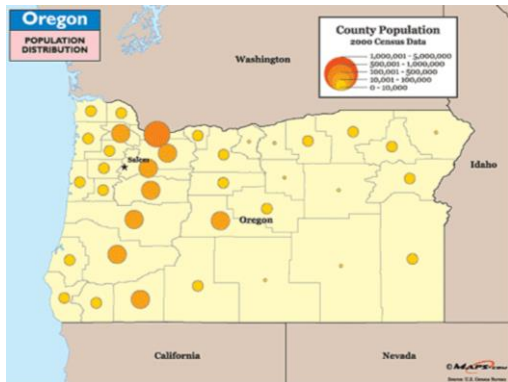 Oregon
POPULATION
DISTRIBUTION
Washington
County Population
2000 Census Data
1,000,001 - 5,000,000
500,001 - 1,000,000
100,001 - 500,000
10,001 - 100,000
0 - 10,000
Salem
Idaho
Oregon
California
Nevada
©MAPS.com
Source: U.S. Census Bureau